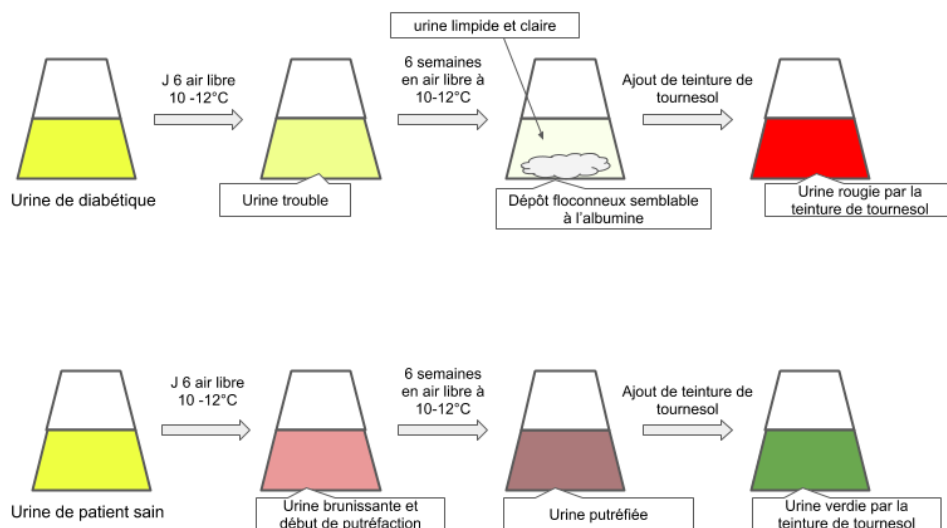 urine limpide et claire
J 6 air libre
10 -12°C
6 semaines
en air libre à
10-12°C
Ajout de teinture de
tournesol
Urine de diabétique
Urine trouble
Dépôt floconneux semblable
à l'albumine
Urine rougie par la
teinture de tournesol
J 6 air libre
10 -12°C
6 semaines
en air libre à
10-12°C
Ajout de teinture de
tournesol
Urine de patient sain
Urine brunissante et
début de putréfaction
Urine putréfiée
Urine verdie par la
teinture de tournesol